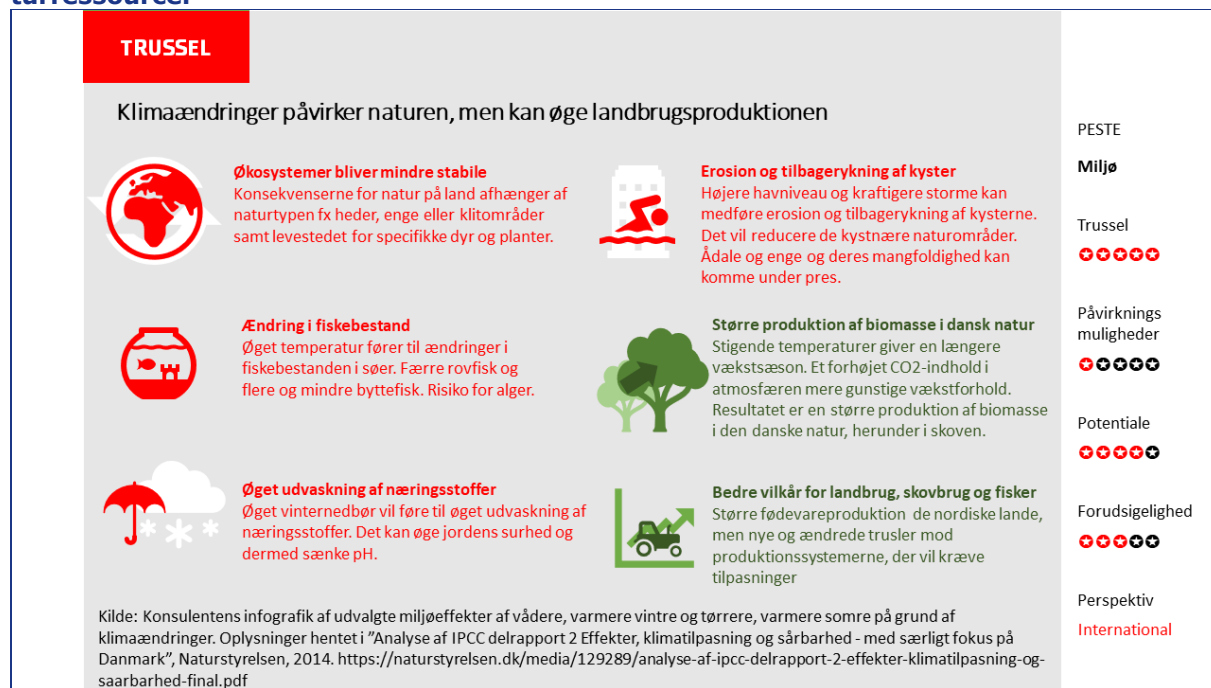 turressourcer
TRUSSEL
Klimaændringer påvirker naturen, men kan øge landbrugsproduktionen
Økosystemer bliver mindre stabile
Konsekvenserne for natur på land afhænger af
naturtypen fx heder, enge eller klitområder
samt levestedet for specifikke dyr og planter.
Ændring i fiskebestand
Øget temperatur fører til ændringer i
fiskebestanden i søer. Færre rovfisk og
flere og mindre byttefisk. Risiko for alger.
Øget udvaskning af næringsstoffer
Øget vinternedbør vil føre til øget udvaskning af
næringsstoffer. Det kan øge jordens surhed og
dermed sænke pH.
Erosion og tilbagerykning af kyster
Højere havniveau og kraftigere storme kan
medføre erosion og tilbagerykning af kysterne.
Det vil reducere de kystnære naturområder.
Ådale og enge og deres mangfoldighed kan
komme under pres.
Større produktion af biomasse i dansk natur
Stigende temperaturer giver en længere
vækstsæson. Et forhøjet CO2-indhold i
atmosfæren mere gunstige vækstforhold.
Resultatet er en større produktion af biomasse
i den danske natur, herunder i skoven.
Bedre vilkår for landbrug, skovbrug og fisker
Større fødevareproduktion de nordiske lande,
men nye og ændrede trusler mod
produktionssystemerne, der vil kræve
tilpasninger
Kilde: Konsulentens infografik af udvalgte miljøeffekter af vådere, varmere vintre og tørrere, varmere somre på grund af
klimaændringer. Oplysninger hentet i ”Analyse af IPCC delrapport 2 Effekter, klimatilpasning og sårbarhed - med særligt fokus på
Danmark”, Naturstyrelsen, 2014. https://naturstyrelsen.dk/media/129289/analyse-af-ipcc-delrapport-2-effekter-klimatilpasning-og-
saarbarhed-final.pdf
PESTE
Miljø
Trussel
Påvirknings
muligheder
Potentiale
Forudsigelighed
Perspektiv
International